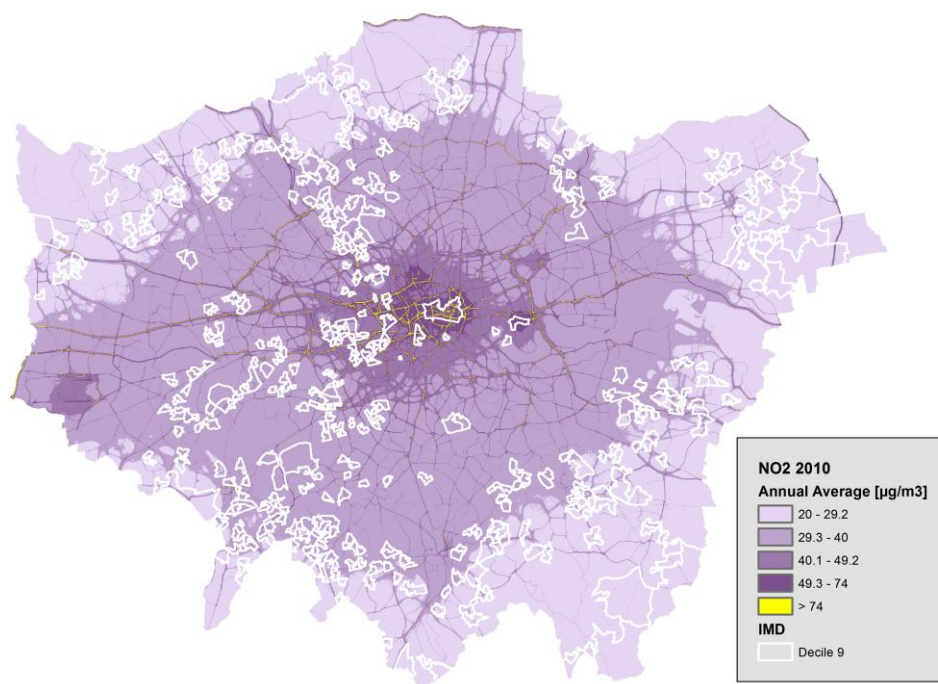 NO2 2010
Annual Average [µg/m3]
20 - 29.2
29.3 - 40
40.1 - 49.2
49.3 - 74
> 74
IMD
Decile 9